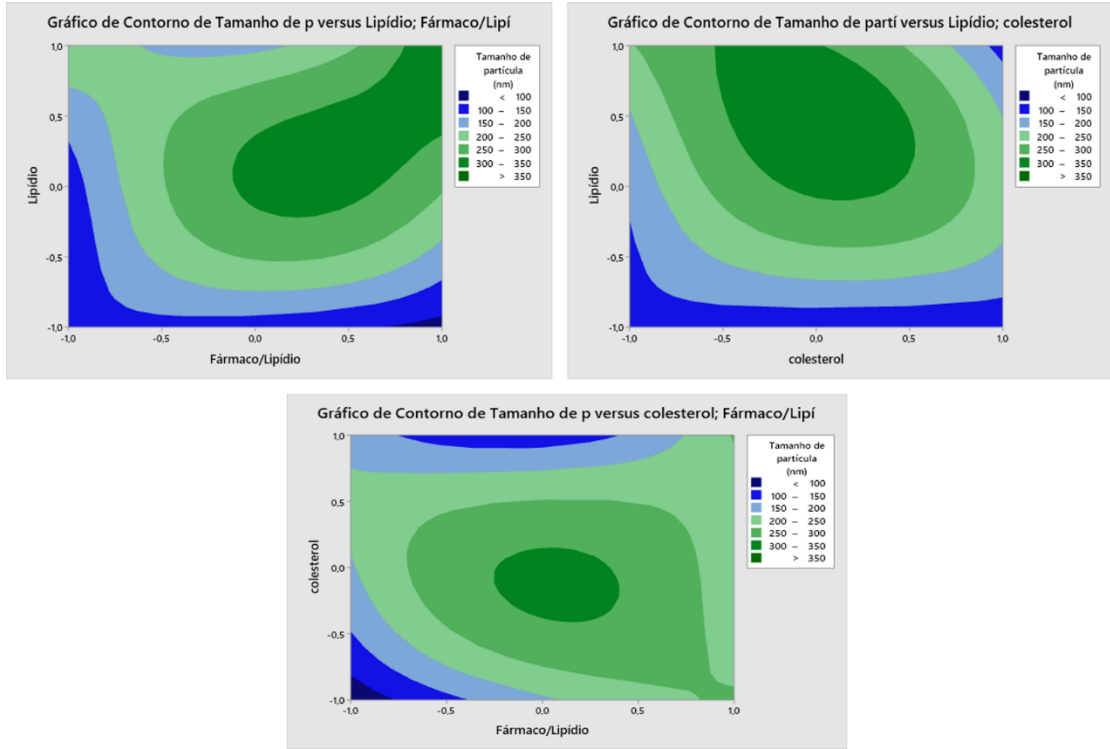 Gráfico de Contorno de Tamanho de p versus Lipídio; Fármaco/Lipí
Tamanho de
partícula
(nm)
< 100
100 – 150
150 – 200
200 – 250
250 – 300
300 – 350
> 350
1,0
0,5
0,0
-0,5
-1,0
Lipídio
-1,0 -0,5 0,0 0,5 1,0
Fármaco/Lipídio
Gráfico de Contorno de Tamanho de partí versus Lipídio; colesterol
Tamanho de
partícula
(nm)
< 100
100 – 150
150 – 200
200 – 250
250 – 300
300 – 350
> 350
1,0
0,5
0,0
-0,5
-1,0
Lipídio
-1,0 -0,5 0,0 0,5 1,0
colesterol
Gráfico de Contorno de Tamanho de p versus colesterol; Fármaco/Lipí
Tamanho de
partícula
(nm)
< 100
100 – 150
150 – 200
200 – 250
250 – 300
300 – 350
> 350
1,0
0,5
0,0
-0,5
-1,0
colesterol
-1,0 -0,5 0,0 0,5 1,0
Fármaco/Lipídio